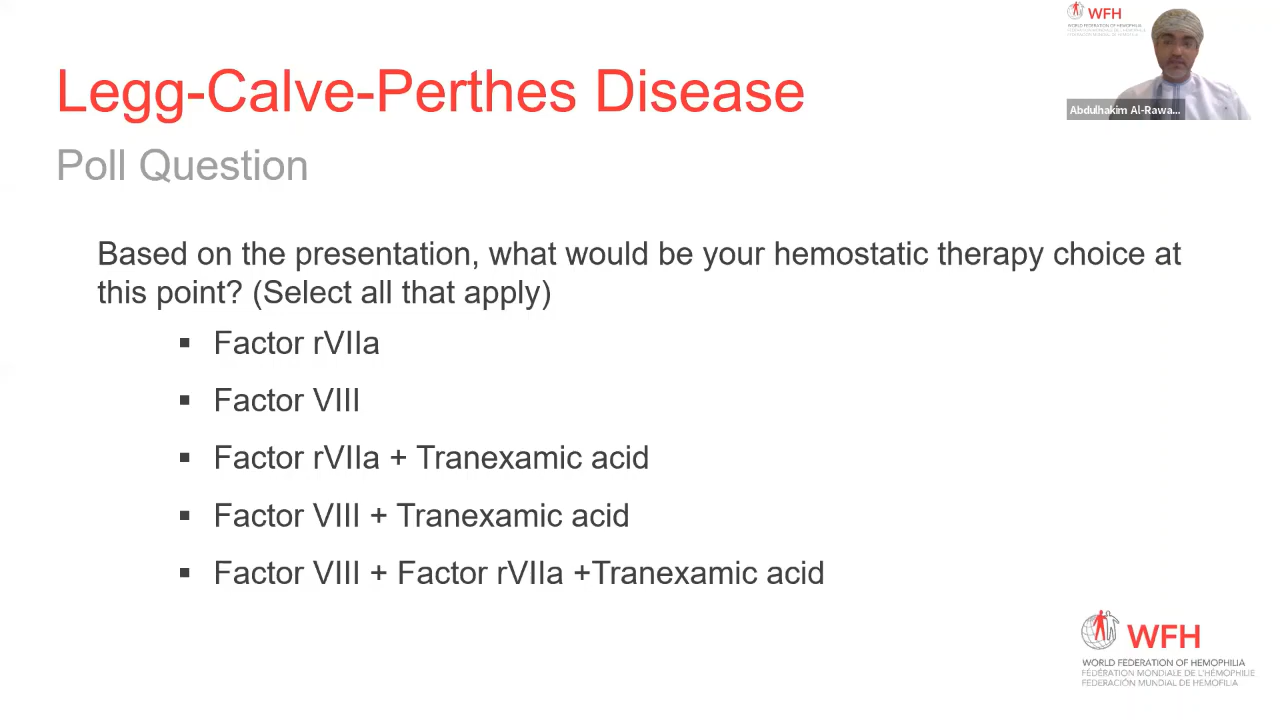 WFH
Legg-Calve-Perthes Disease
Abdulhakim Al-Rawa...
Poll Question
Based on the presentation, what would be your hemostatic therapy choice at
this point? (Select all that apply)
▪ Factor rVIIa
▪ Factor VIII
▪ Factor rVIIa + Tranexamic acid
▪ Factor VIII + Tranexamic acid
▪ Factor VIII + Factor rVIIa +Tranexamic acid
WFH
WORLD FEDERATION OF HEMOPHILIA
FÉDÉRATION MONDIALE DE L'HÉMOPHILIE
FEDERACIÓN MUNDIAL DE HEMOFILIA